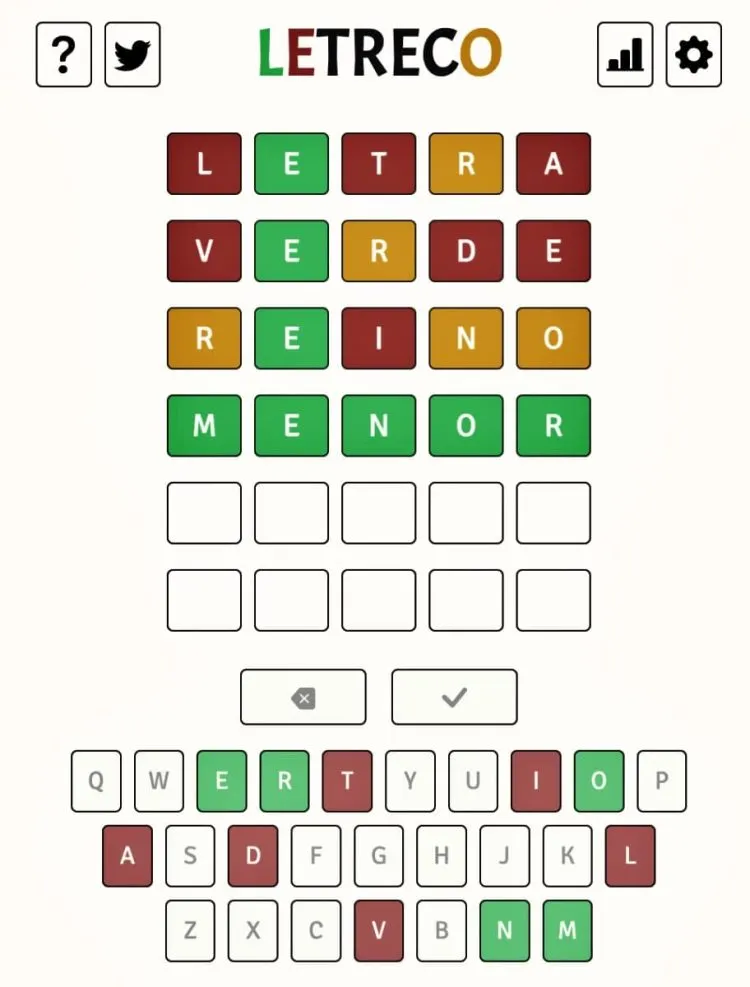 ? LETRECO
L E T R A
V E R D E
R E I N O
M E N O R
Q W E R T Y U I O P
A S D F G H J K L
Z X C V B N M